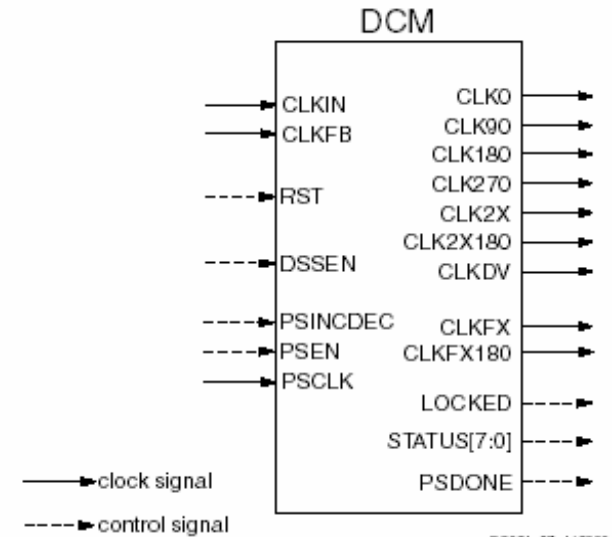 DCM
CLKIN
CLKFB
RST
DSSEN
PSINCDEC
PSEN
PSCLK
CLK0
CLK90
CLK180
CLK270
CLK2X
CLK2X180
CLKDV
CLKFX
CLKFX180
LOCKED
STATUS[7:0]
PSDONE
clock signal
control signal